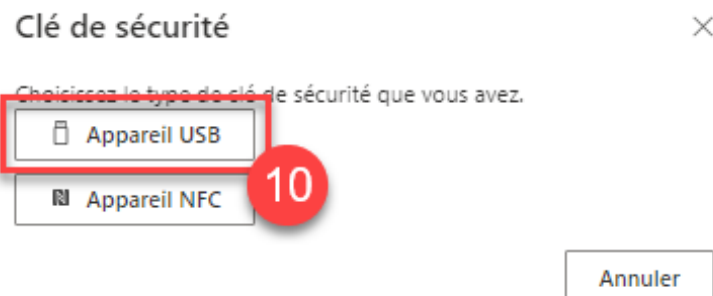 Clé de sécurité
Choisissez le type de clé de sécurité que vous avez.
Appareil USB
10
Appareil NFC
Annuler